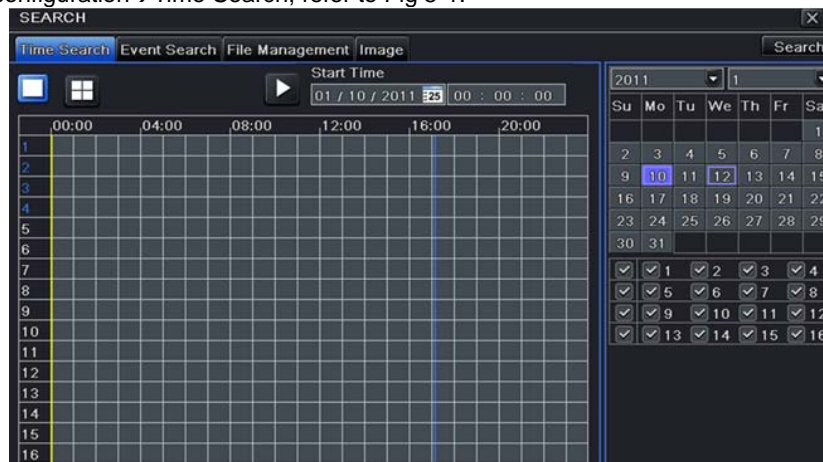 SEARCH
Time Search Event Search File Management Image
Search
Start Time
01 / 10 / 2011 25 00 : 00 : 00
00:00 04:00 08:00 12:00 16:00 20:00
1
2
3
4
5
6
7
8
9
10
11
12
13
14
15
16
2011 1
Su Mo Tu We Th Fr Sa
1
2 3 4 5 6 7 8
9 10 11 12 13 14 15
16 17 18 19 20 21 22
23 24 25 26 27 28 29
30 31
1 2 3 4
5 6 7 8
9 10 11 12
13 14 15 16